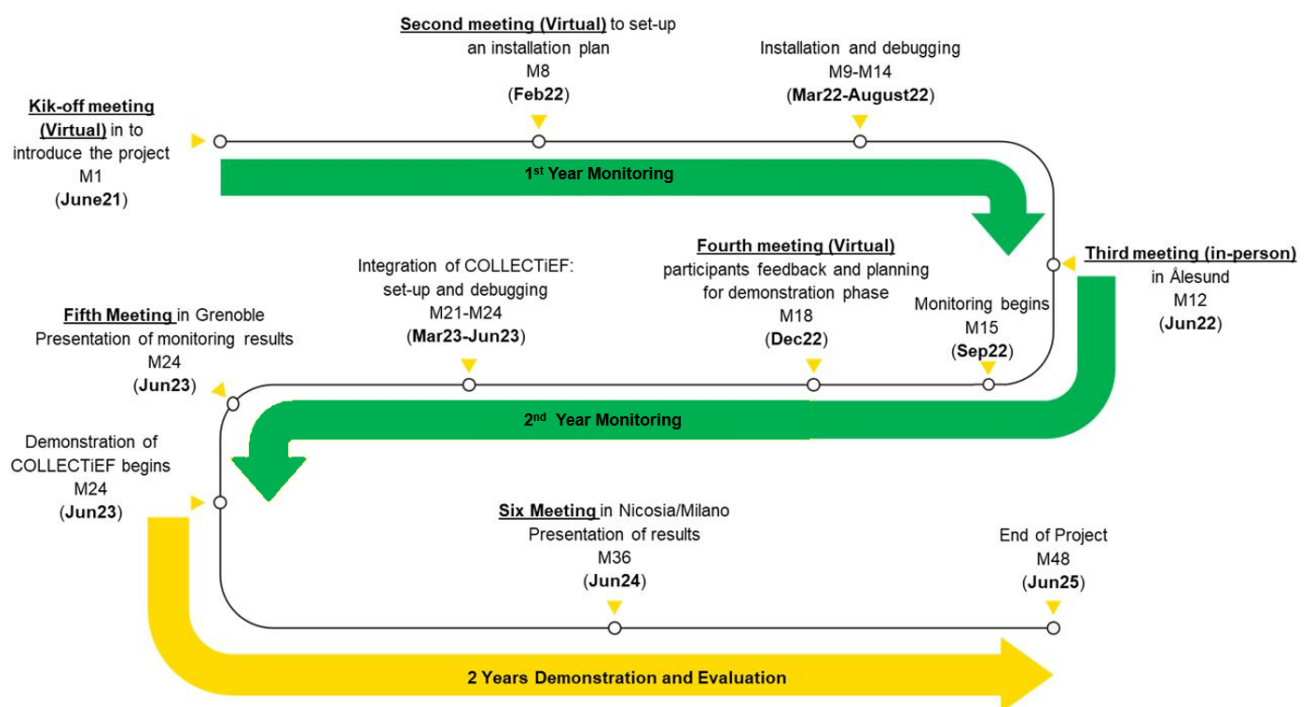 Second meeting (Virtual) to set-up
an installation plan
M8
(Feb22)
Installation and debugging
M9-M14
(Mar22-August22)
Kik-off meeting
(Virtual) in to
introduce the project
M1
(June21)
1st Year Monitoring
Third meeting (in-person)
in Ålesund
M12
(Jun22)
Monitoring begins
M15
(Sep22)
Fourth meeting (Virtual)
participants feedback and planning
for demonstration phase
M18
(Dec22)
Integration of COLLECTiEF:
set-up and debugging
M21-M24
(Mar23-Jun23)
Fifth Meeting in Grenoble
Presentation of monitoring results
M24
(Jun23)
2nd Year Monitoring
Demonstration of
COLLECTiEF begins
M24
(Jun23)
Six Meeting in Nicosia/Milano
Presentation of results
M36
(Jun24)
End of Project
M48
(Jun25)
2 Years Demonstration and Evaluation